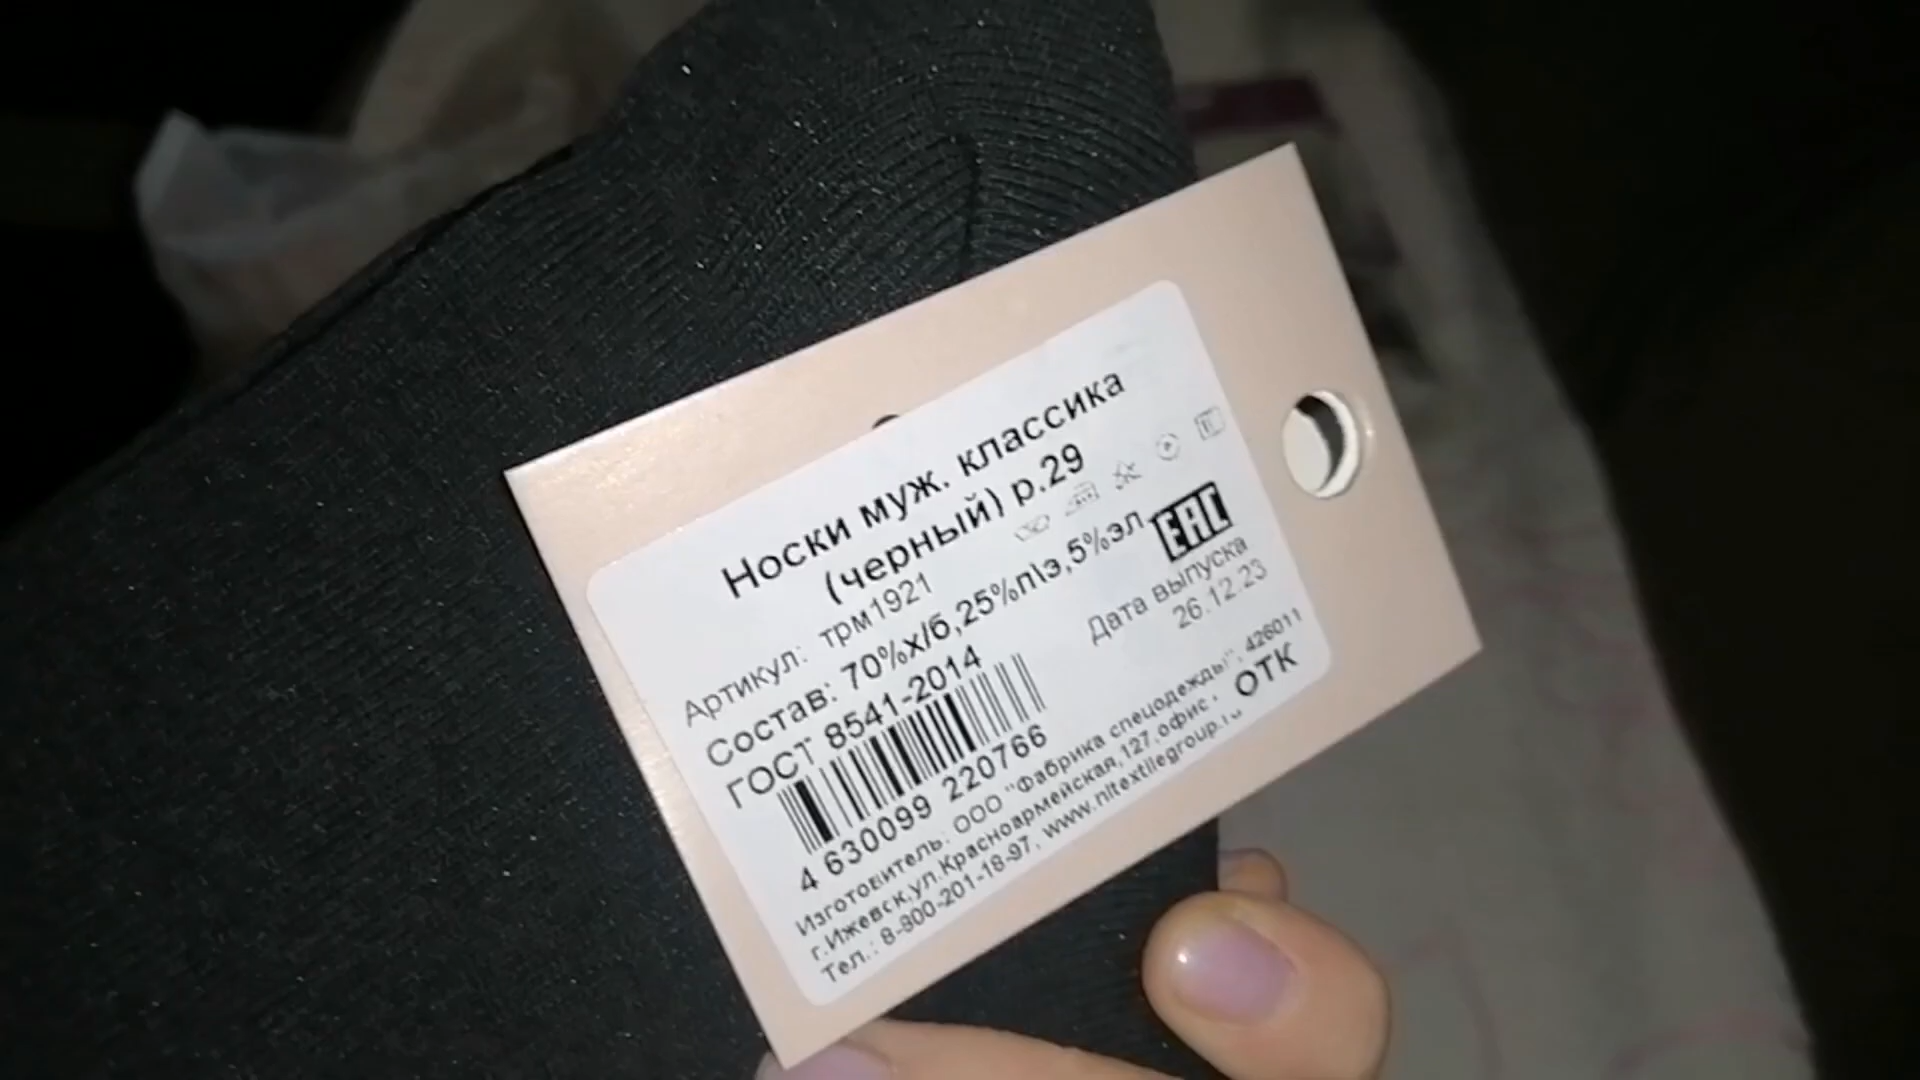 Носки муж. классика
(черный) р.29
Артикул: трм1921
Состав: 70%х/б,25%п\э,5%эл.
ГОСТ 8541-2014
EAC
Дата выпуска
26.12.23
4 630099 220766
Изготовитель: ООО "Фабрика спецодежды", 426011
г.Ижевск,ул.Красноармейская,127,офис
Тел.: 8-800-201-18-97, www.nitextilegroup.ru
ОТК